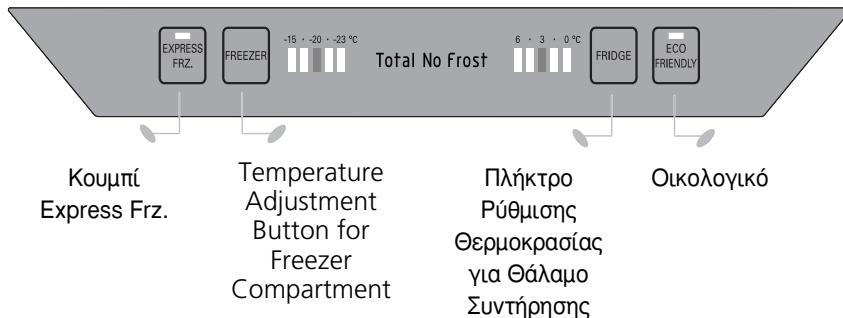 EXPRESS
FRZ.
FREEZER
-15 · -20 · -23 °C
Total No Frost
6 · 3 · 0 °C
FRIDGE
ECO
FRIENDLY
Κουμπί
Express Frz.
Temperature
Adjustment
Button for
Freezer
Compartment
Πλήκτρο
Ρύθμισης
Θερμοκρασίας
για Θάλαμο
Συντήρησης
Οικολογικό